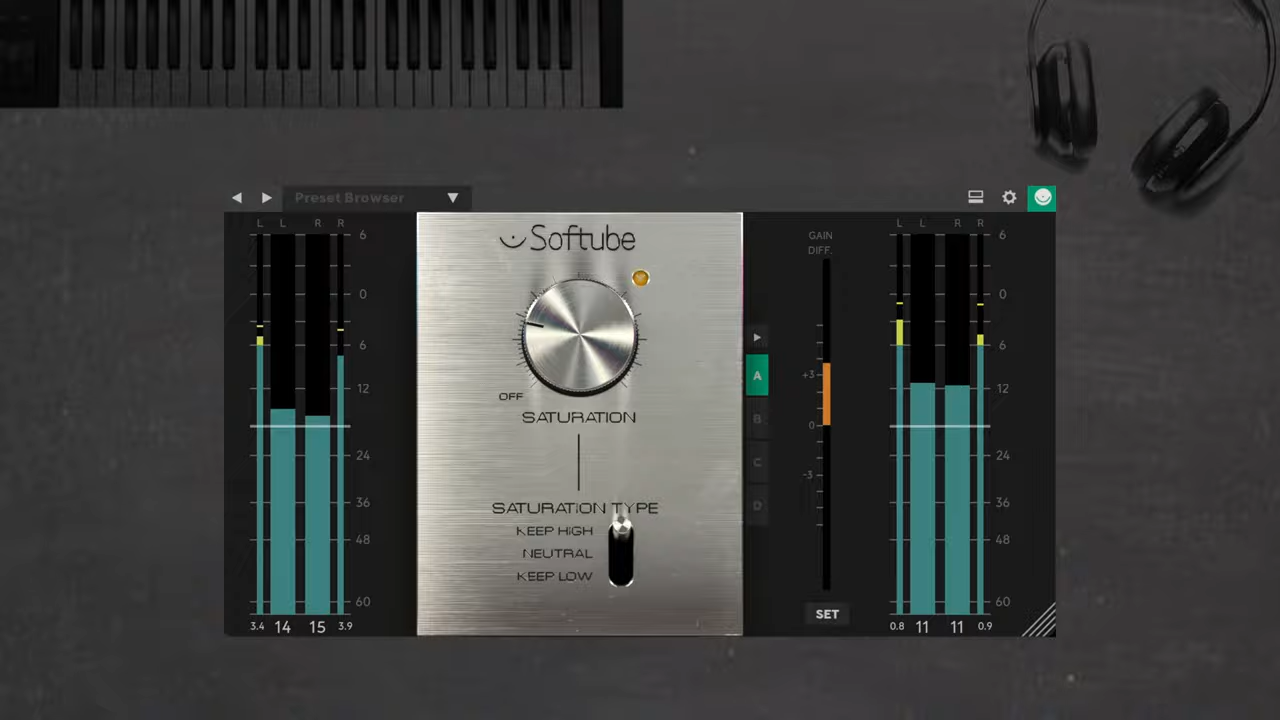 Preset Browser
L L R R
6
0
6
12
24
36
48
60
3.4 14 15 3.9
Softube
OFF
SATURATION
SATURATION TYPE
KEEP HIGH
NEUTRAL
KEEP LOW
A
B
C
D
GAIN
DIFF.
+3
0
-3
SET
L L R R
6
0
6
12
24
36
48
60
0.8 11 11 0.9